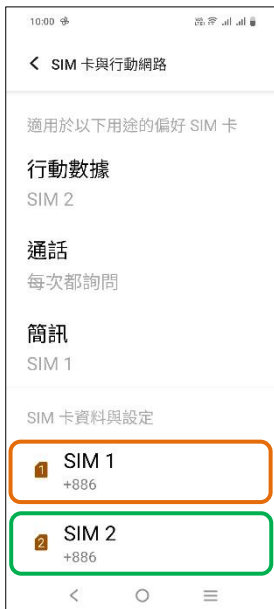 10:00
SIM 卡與行動網路
適用於以下用途的偏好 SIM 卡
行動數據
SIM 2
通話
每次都詢問
簡訊
SIM 1
SIM 卡資料與設定
1 SIM 1
+886
2 SIM 2
+886